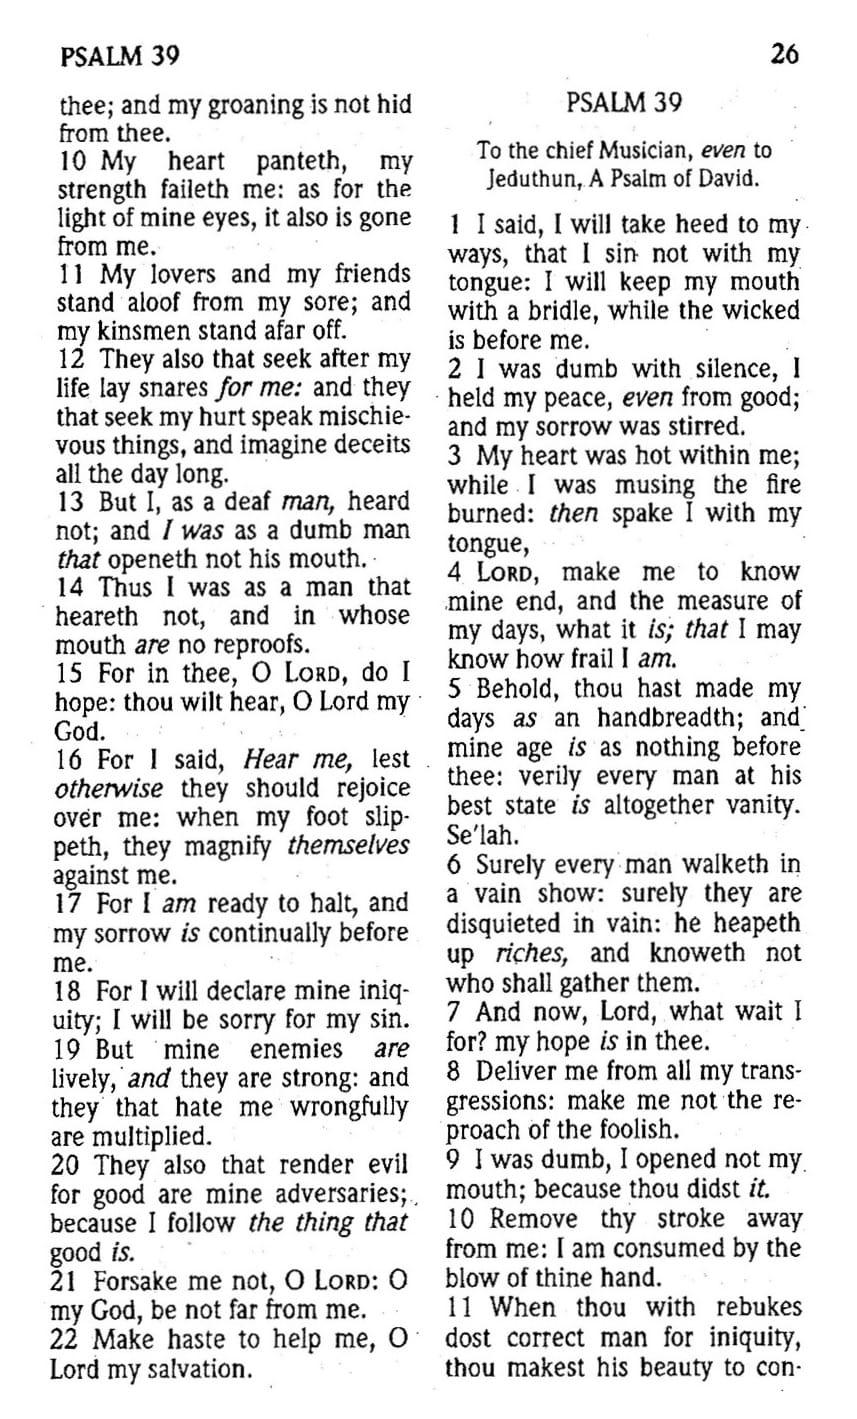 PSALM 39
26
thee; and my groaning is not hid
from thee.
10 My heart panteth, my
strength faileth me: as for the
light of mine eyes, it also is gone
from me.
11 My lovers and my friends
stand aloof from my sore; and
my kinsmen stand afar off.
12 They also that seek after my
life lay snares for me: and they
that seek my hurt speak mischie-
vous things, and imagine deceits
all the day long.
13 But I, as a deaf man, heard
not; and I was as a dumb man
that openeth not his mouth.
14 Thus I was as a man that
heareth not, and in whose
mouth are no reproofs.
15 For in thee, O LORD, do I
hope: thou wilt hear, O Lord my
God.
16 For I said, Hear me, lest
otherwise they should rejoice
over me: when my foot slip-
peth, they magnify themselves
against me.
17 For I am ready to halt, and
my sorrow is continually before
me.
18 For I will declare mine iniq-
uity; I will be sorry for my sin.
19 But mine enemies are
lively, and they are strong: and
they that hate me wrongfully
are multiplied.
20 They also that render evil
for good are mine adversaries;
because I follow the thing that
good is.
21 Forsake me not, O LORD: O
my God, be not far from me.
22 Make haste to help me, O
Lord my salvation.
PSALM 39
To the chief Musician, even to
Jeduthun, A Psalm of David.
1 I said, I will take heed to my
ways, that I sin not with my
tongue: I will keep my mouth
with a bridle, while the wicked
is before me.
2 I was dumb with silence, I
held my peace, even from good;
and my sorrow was stirred.
3 My heart was hot within me;
while I was musing the fire
burned: then spake I with my
tongue,
4 LORD, make me to know
mine end, and the measure of
my days, what it is; that I may
know how frail I am.
5 Behold, thou hast made my
days as an handbreadth; and
mine age is as nothing before
thee: verily every man at his
best state is altogether vanity.
Se'lah.
6 Surely every man walketh in
a vain show: surely they are
disquieted in vain: he heapeth
up riches, and knoweth not
who shall gather them.
7 And now, Lord, what wait I
for? my hope is in thee.
8 Deliver me from all my trans-
gressions: make me not the re-
proach of the foolish.
9 I was dumb, I opened not my
mouth; because thou didst it.
10 Remove thy stroke away
from me: I am consumed by the
blow of thine hand.
11 When thou with rebukes
dost correct man for iniquity,
thou makest his beauty to con-